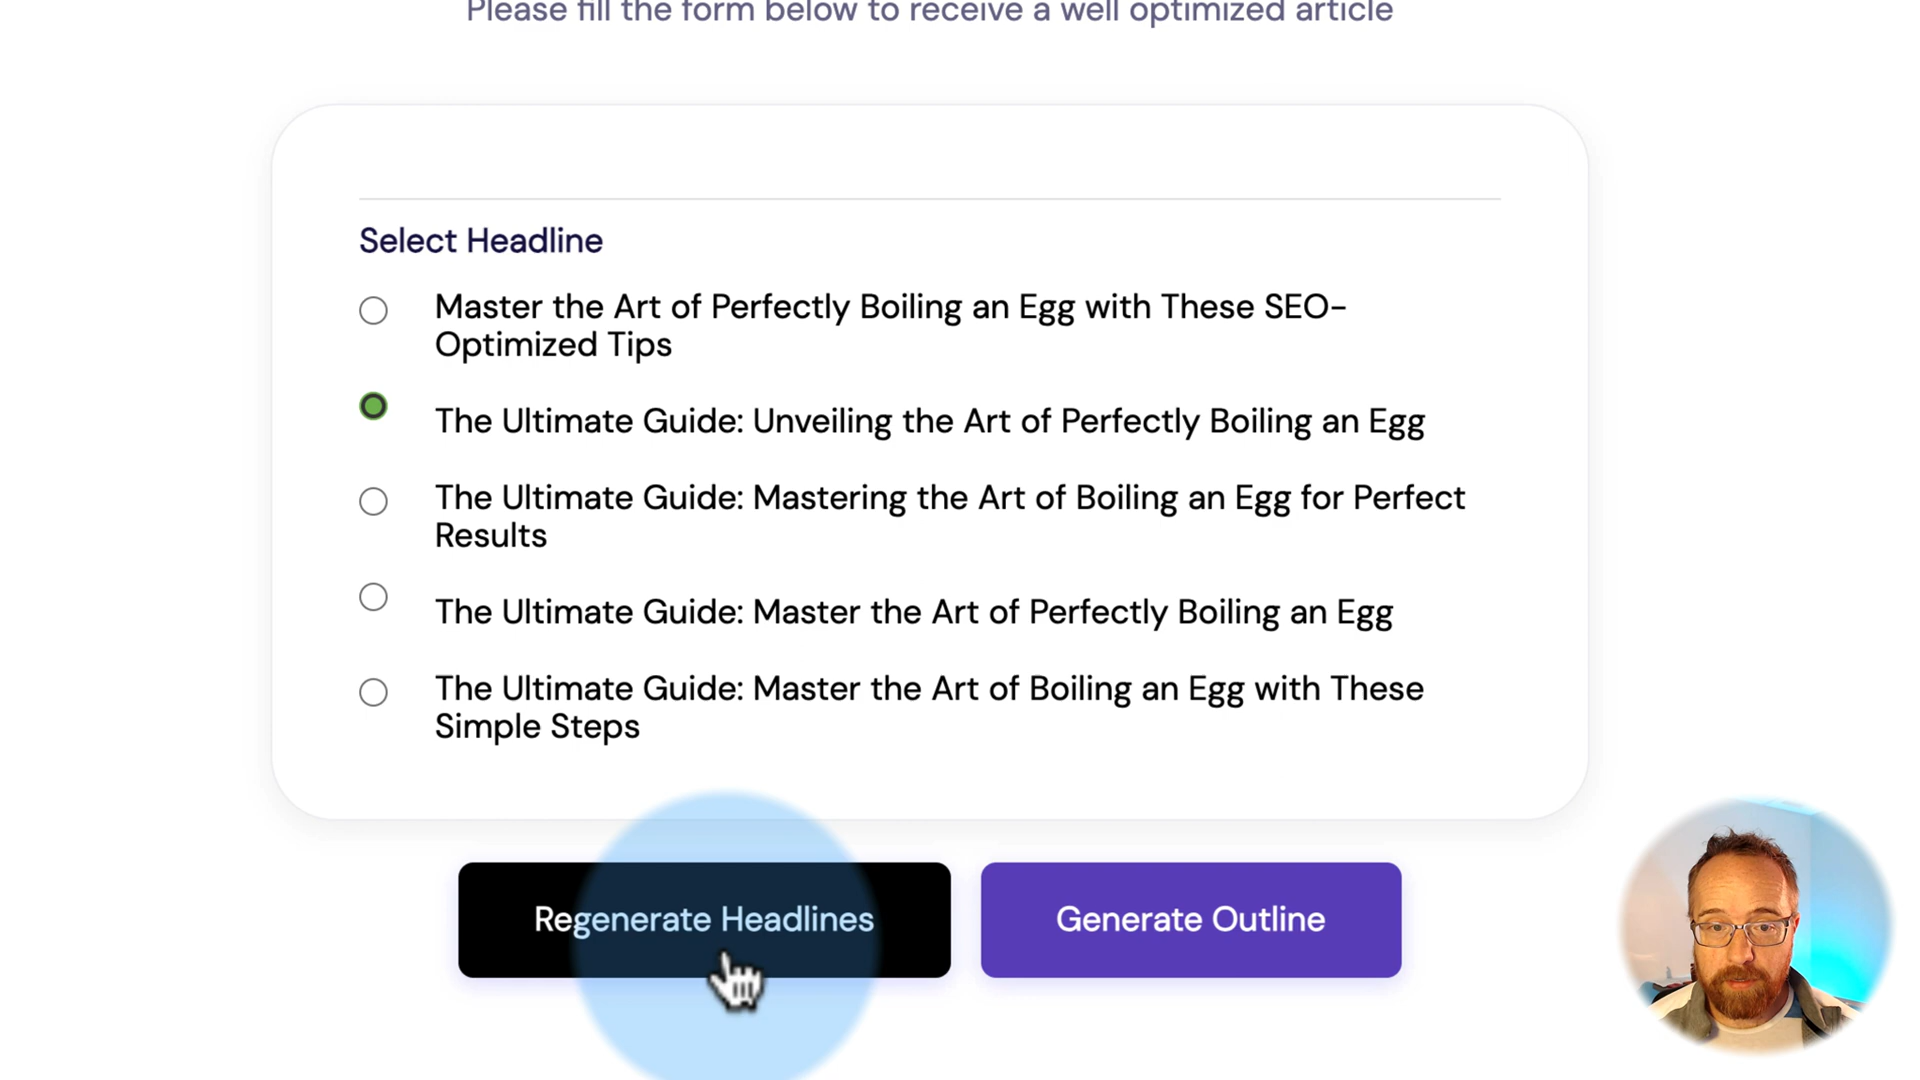 Please fill the form below to receive a well optimized article
Select Headline
Master the Art of Perfectly Boiling an Egg with These SEO-
Optimized Tips
The Ultimate Guide: Unveiling the Art of Perfectly Boiling an Egg
The Ultimate Guide: Mastering the Art of Boiling an Egg for Perfect
Results
The Ultimate Guide: Master the Art of Perfectly Boiling an Egg
The Ultimate Guide: Master the Art of Boiling an Egg with These
Simple Steps
Regenerate Headlines
Generate Outline